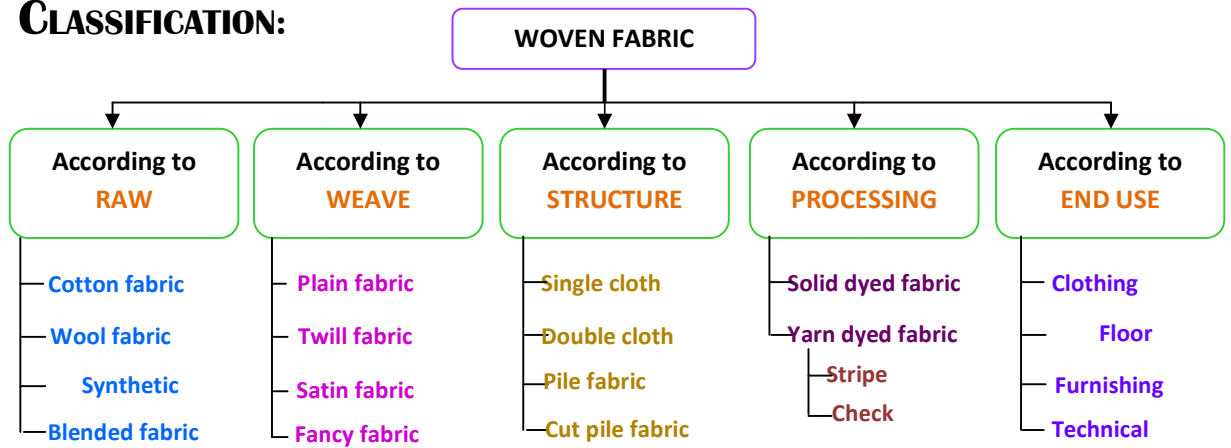 CLASSIFICATION:
WOVEN FABRIC
According to
RAW
According to
WEAVE
According to
STRUCTURE
According to
PROCESSING
According to
END USE
Cotton fabric
Wool fabric
Synthetic
Blended fabric
Plain fabric
Twill fabric
Satin fabric
Fancy fabric
Single cloth
Double cloth
Pile fabric
Cut pile fabric
Solid dyed fabric
Yarn dyed fabric
Stripe
Check
Clothing
Floor
Furnishing
Technical